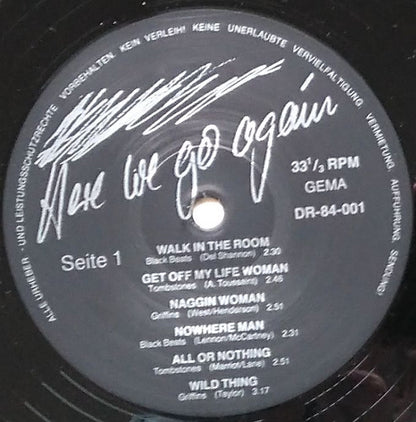 ALLE URHEBER- UND LEISTUNGSSCHUTZRECHTE VORBEHALTEN. KEIN VERLEIH! KEINE UNERLAUBTE VERVIELFÄLTIGUNG, VERMIETUNG, AUFFÜHRUNG, SENDUNG!
Here we go again
33 1/3 RPM
GEMA
DR-84-001
Seite 1
WALK IN THE ROOM
Black Beats (Del Shannon) 2.30
GET OFF MY LIFE WOMAN
Tombstones (A. Toussaint) 2.46
NAGGIN WOMAN
Griffins (West/Henderson) 2.51
NOWHERE MAN
Black Beats (Lennon/McCartney) 2.31
ALL OR NOTHING
Tombstones (Marriot/Lane) 2.51
WILD THING
Griffins (Taylor) 3.17